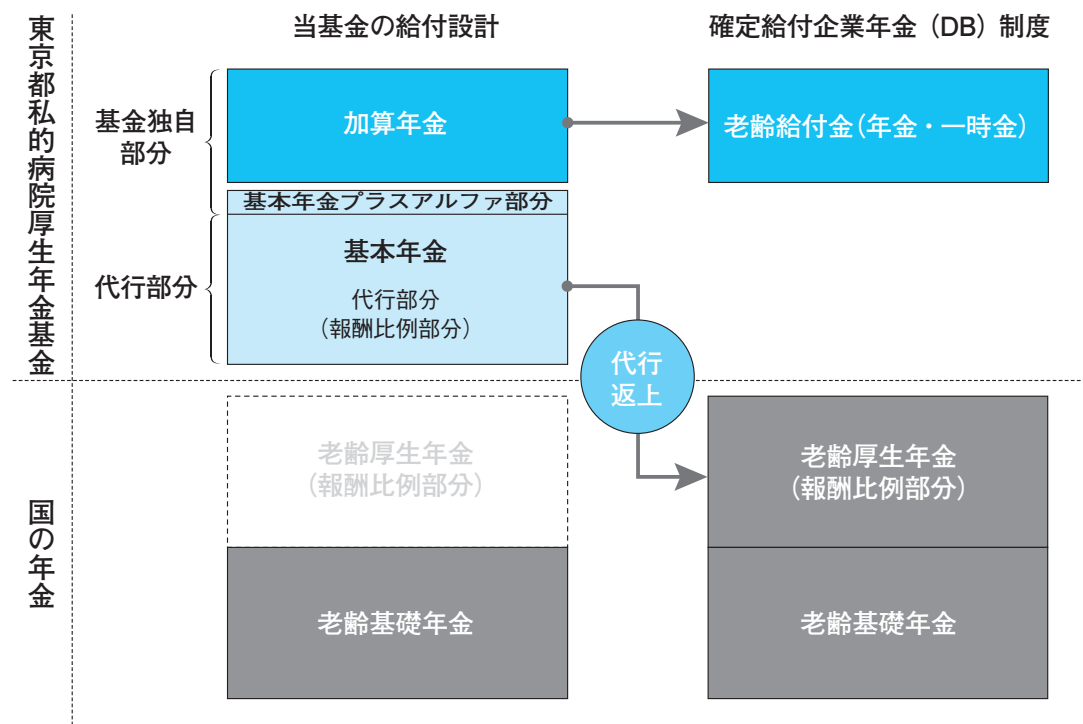 東京都私的病院厚生年金基金
当基金の給付設計
確定給付企業年金（DB）制度
基金独自
部分
加算年金
老齢給付金（年金・一時金）
基本年金プラスアルファ部分
代行部分
基本年金
代行部分
（報酬比例部分）
代行
返上
国の年金
老齢厚生年金
（報酬比例部分）
老齢厚生年金
（報酬比例部分）
老齢基礎年金
老齢基礎年金